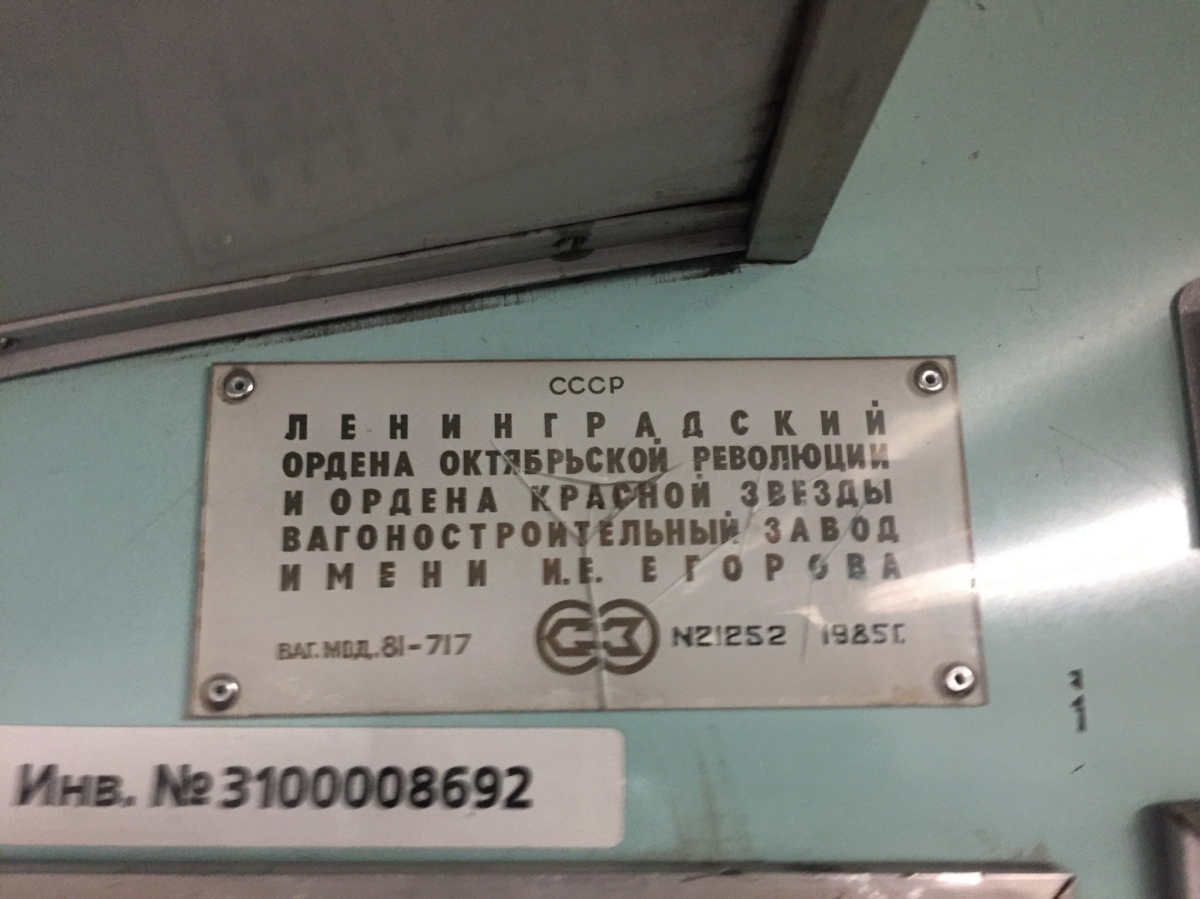 СССР
ЛЕНИНГРАДСКИЙ
ОРДЕНА ОКТЯБРЬСКОЙ РЕВОЛЮЦИИ
И ОРДЕНА КРАСНОЙ ЗВЕЗДЫ
ВАГОНОСТРОИТЕЛЬНЫЙ ЗАВОД
ИМЕНИ И.Е. ЕГОРОВА
ВАГ. МОД. 81-717 N21252 1985Г.
Инв. №3100008692